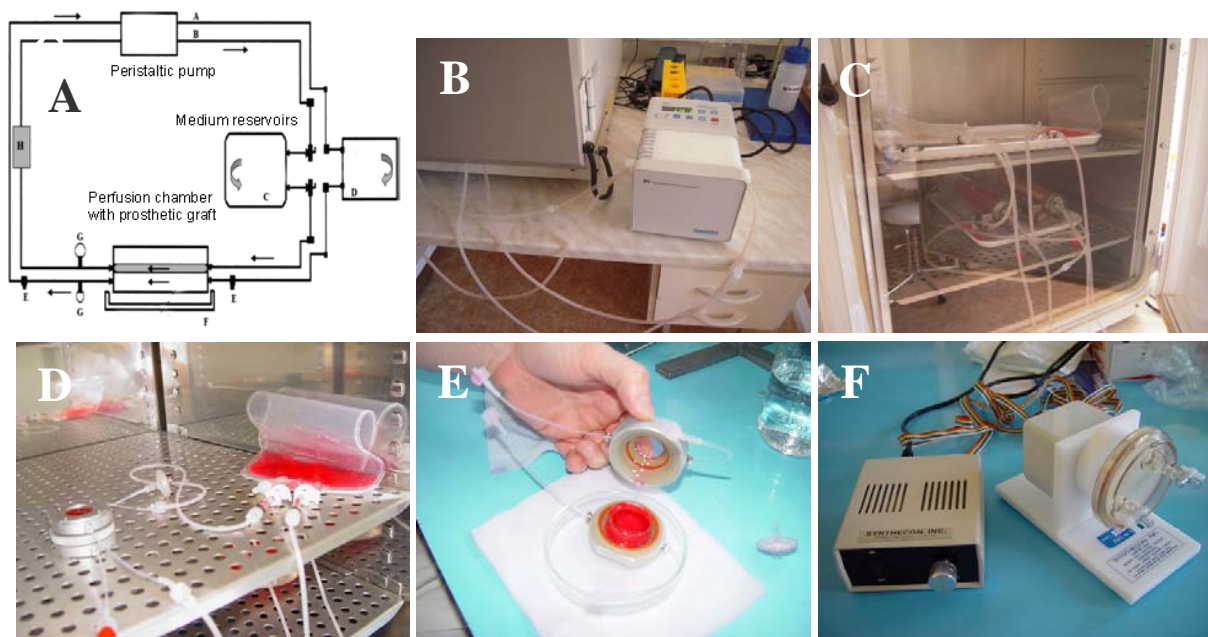 A
B
Peristaltic pump
A
Medium reservoirs
H
C
D
Perfusion chamber
with prosthetic graft
G
E
E
G
F
B
C
D
E
F
SYNTHECON, INC.